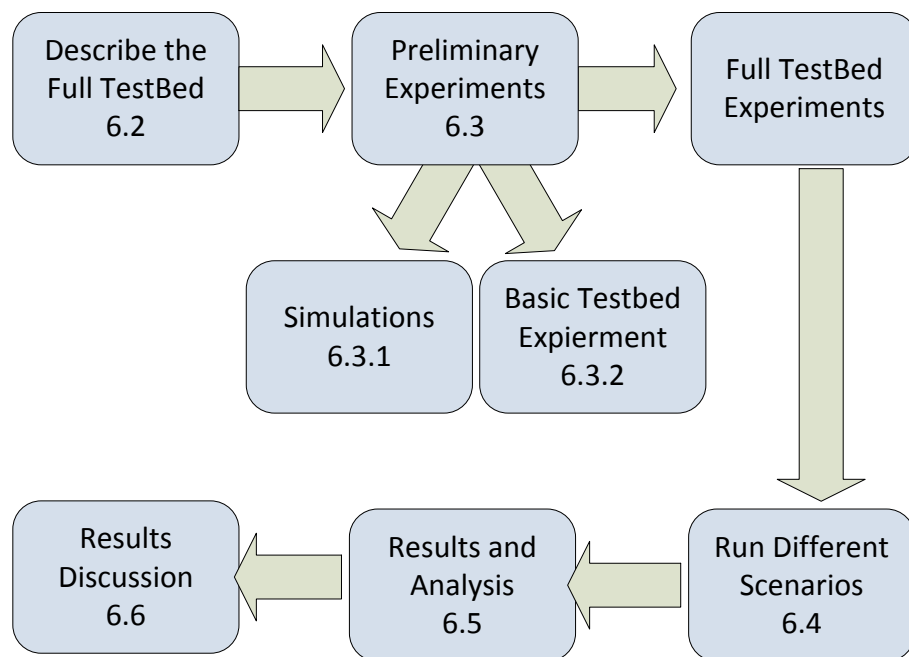 Describe the
Full TestBed
6.2
Preliminary
Experiments
6.3
Full TestBed
Experiments
Simulations
6.3.1
Basic Testbed
Expierment
6.3.2
Results
Discussion
6.6
Results and
Analysis
6.5
Run Different
Scenarios
6.4